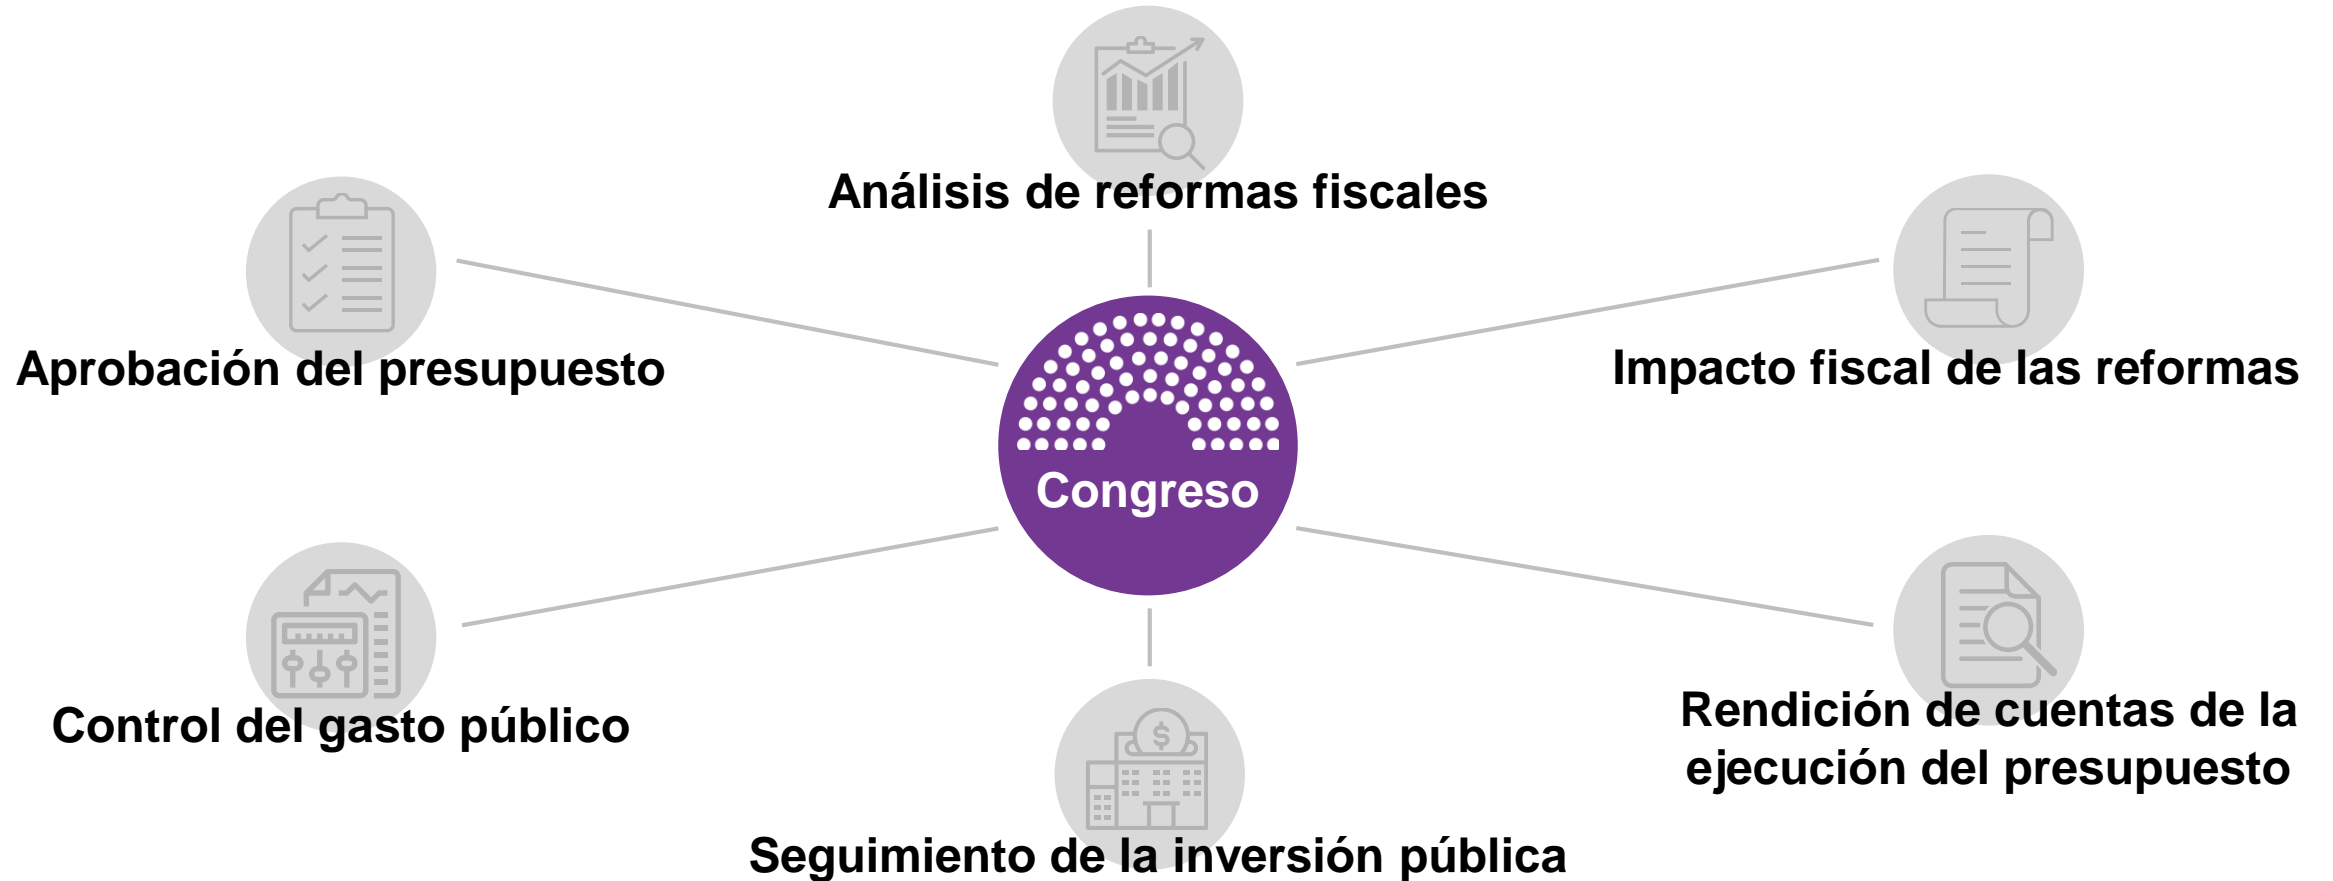 Análisis de reformas fiscales
Aprobación del presupuesto
Impacto fiscal de las reformas
$
Congreso
Control del gasto público
Rendición de cuentas de la
ejecución del presupuesto
$
Seguimiento de la inversión pública